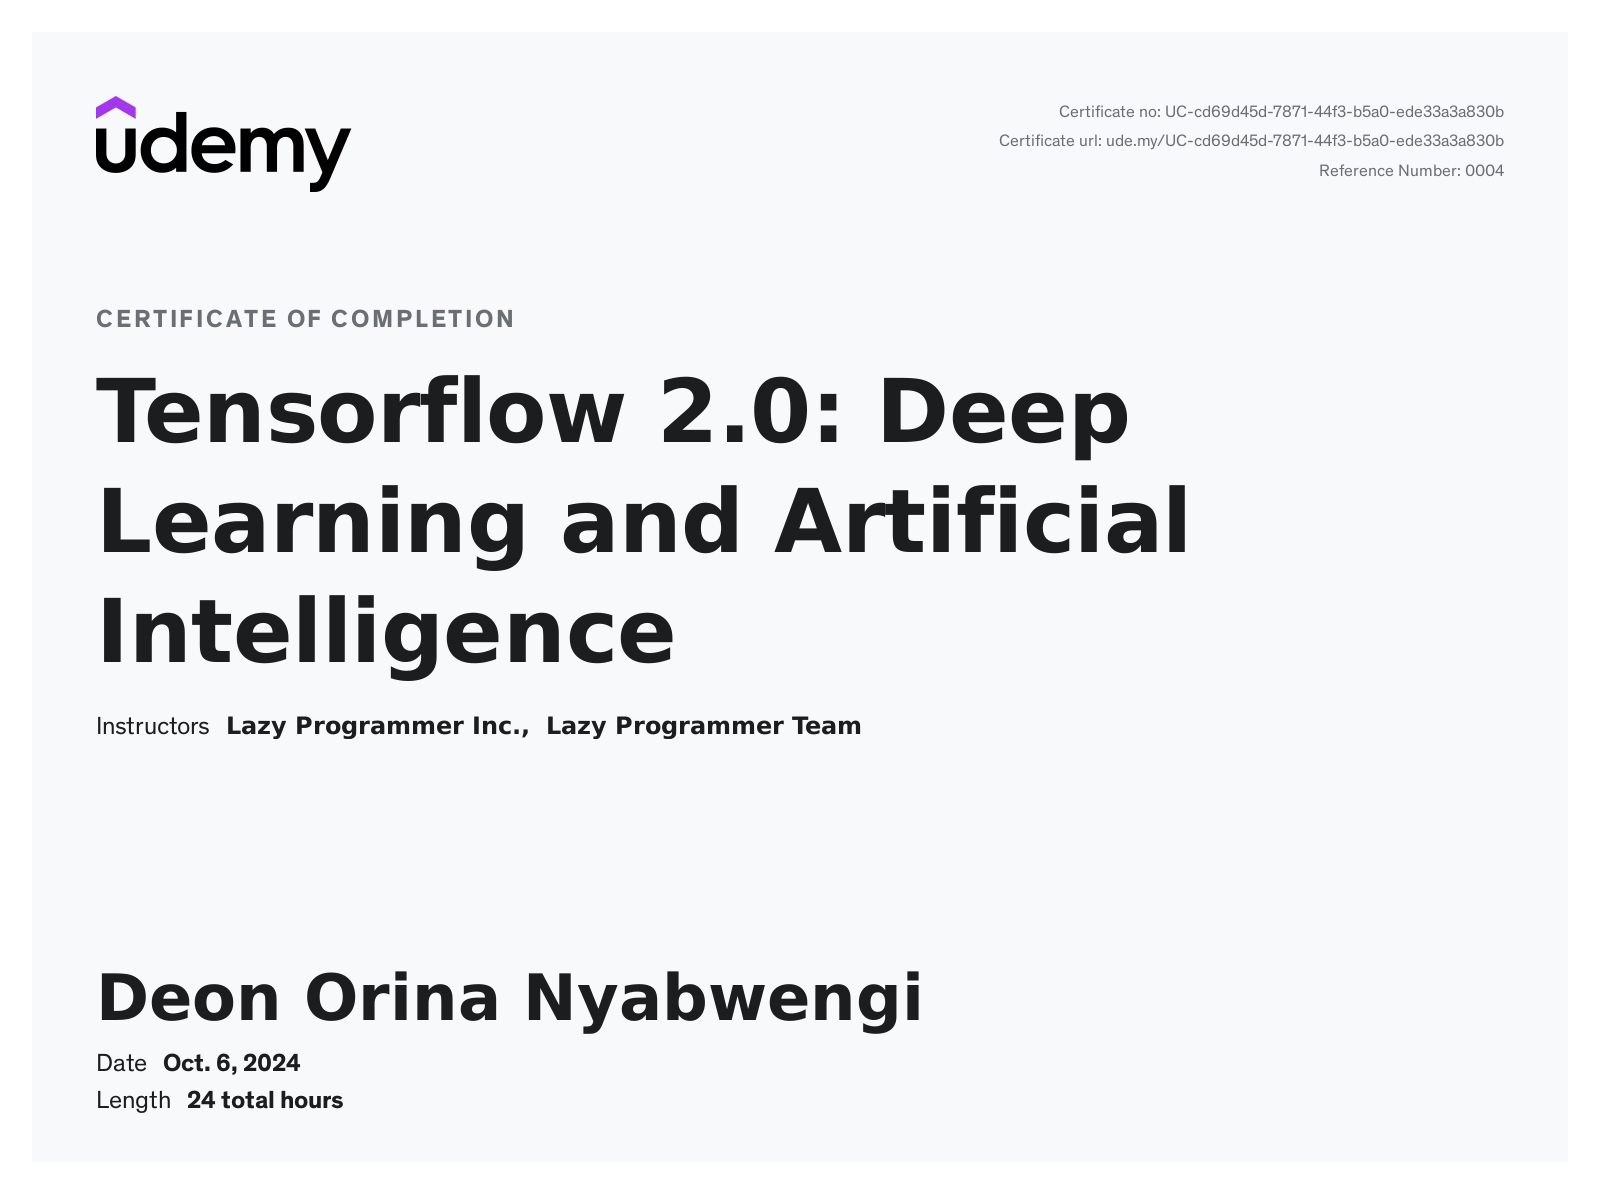 udemy
Certificate no: UC-cd69d45d-7871-44f3-b5a0-ede33a3a830b
Certificate url: ude.my/UC-cd69d45d-7871-44f3-b5a0-ede33a3a830b
Reference Number: 0004
CERTIFICATE OF COMPLETION
Tensorflow 2.0: Deep
Learning and Artificial
Intelligence
Instructors Lazy Programmer Inc., Lazy Programmer Team
Deon Orina Nyabwengi
Date Oct. 6, 2024
Length 24 total hours